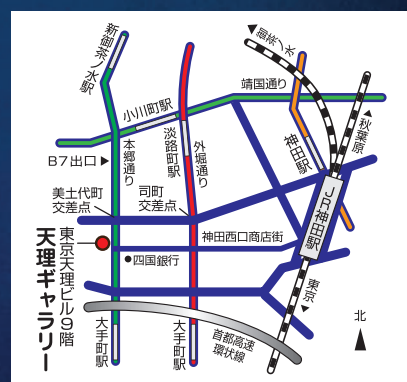 新御茶ノ水駅
御茶ノ水
靖国通り
小川町駅
秋葉原
神田駅
淡路町駅
外堀通り
本郷通り
B7出口
美土代町
交差点
司町
交差点
JR神田駅
神田西口商店街
東京天理ビル9階
天理ギャラリー
四国銀行
東京
首都高速
環状線
大手町駅
大手町駅
北